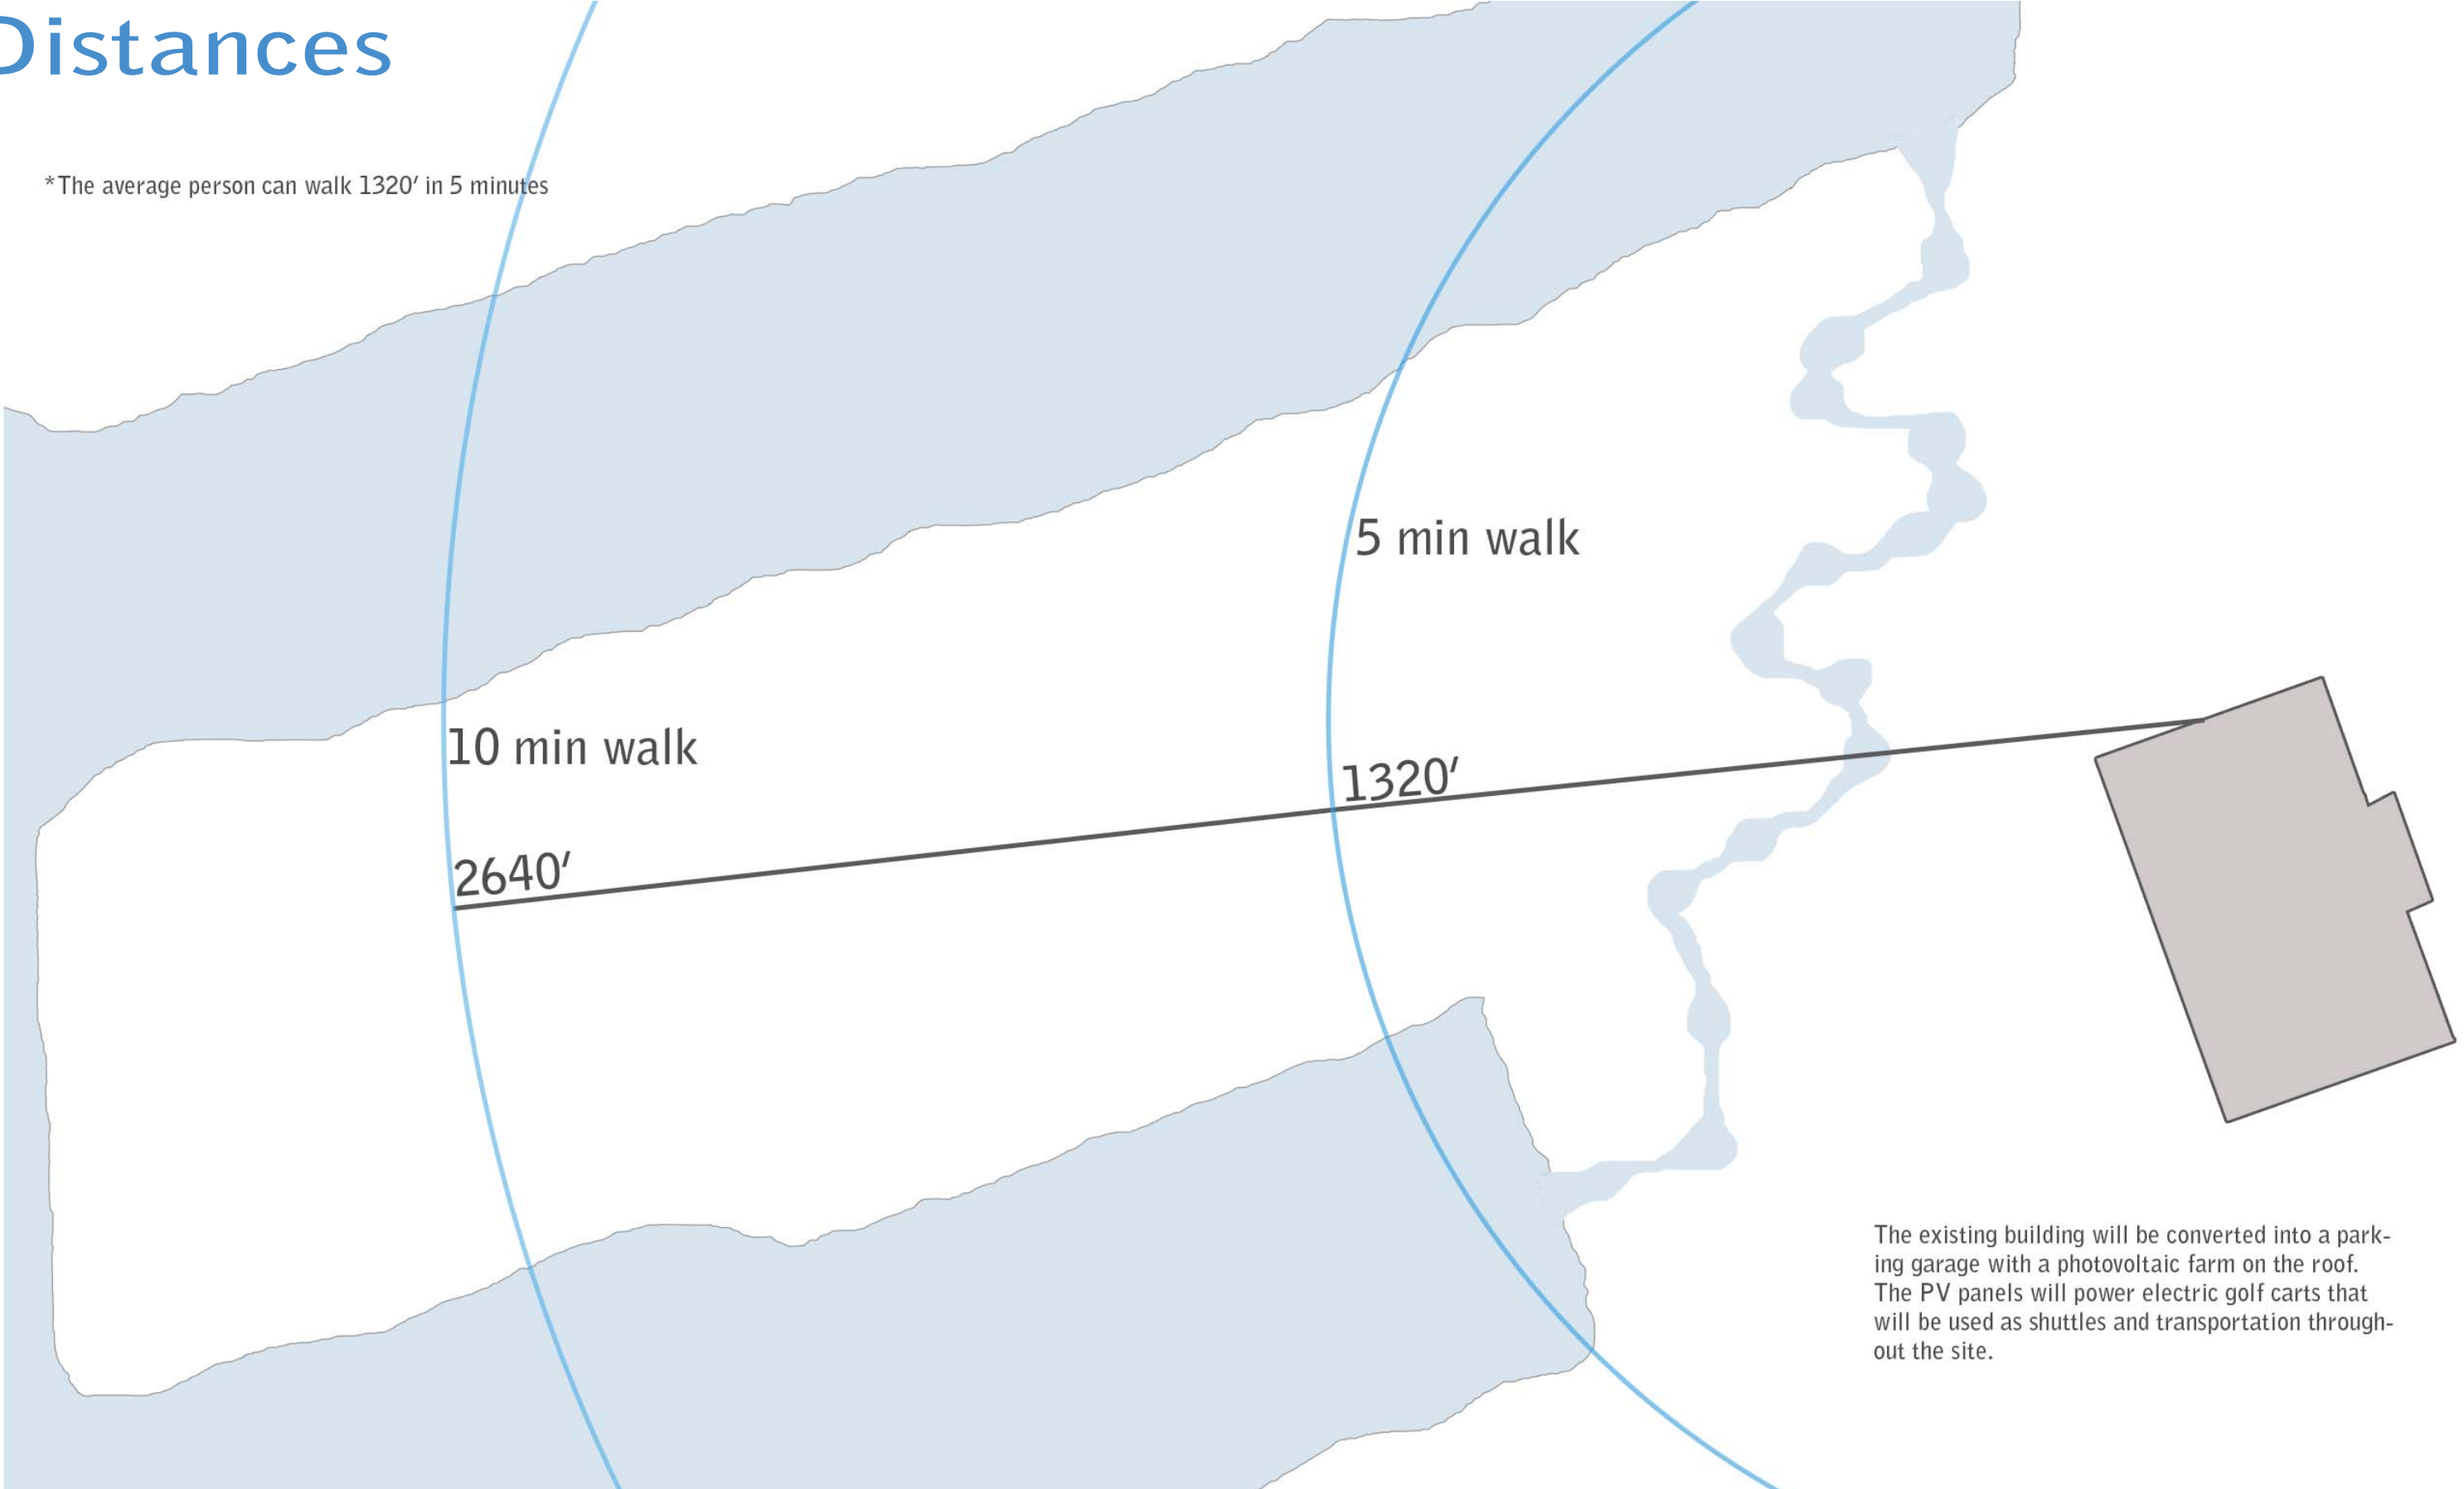 Distances
*The average person can walk 1320' in 5 minutes
5 min walk
10 min walk
1320'
2640'
The existing building will be converted into a park-
ing garage with a photovoltaic farm on the roof.
The PV panels will power electric golf carts that
will be used as shuttles and transportation through-
out the site.